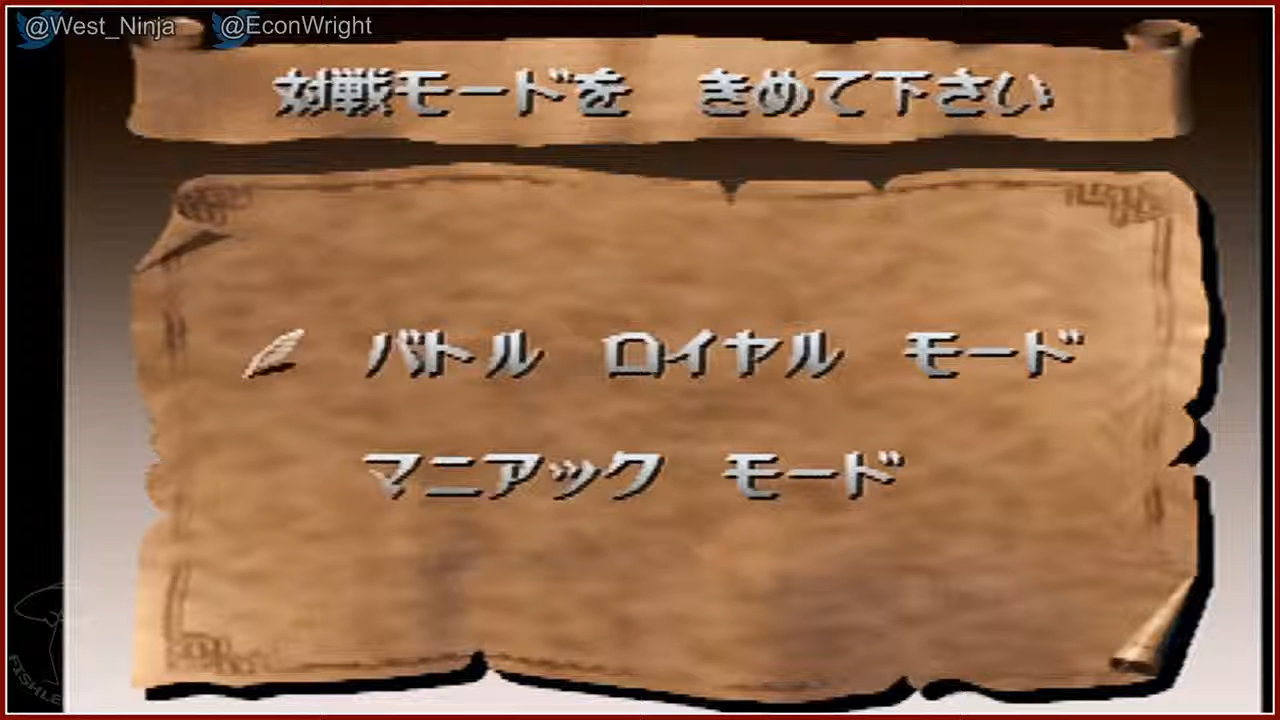 @West_Ninja @EconWright
対戦モードを きめて下さい
バトル ロイヤル モード
マニアック モード